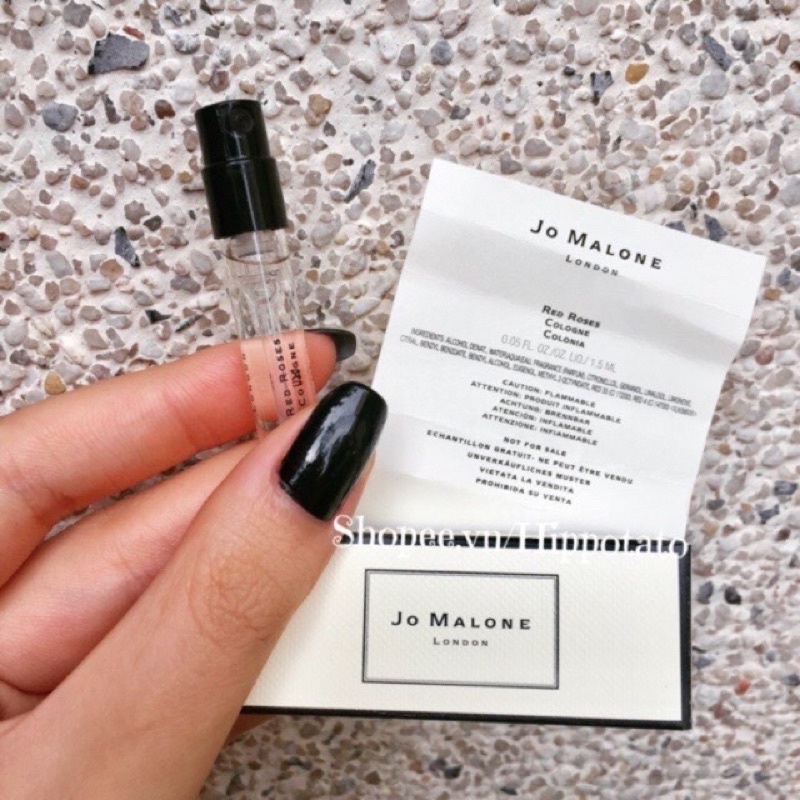 Jo Malone
London
Red Roses
Cologne
Colonia
0.05 FL. OZ./OZ. LIQ./1.5 ML
CAUTION: FLAMMABLE
ATTENTION: PRODUIT INFLAMMABLE
ACHTUNG: BRENNBAR
ATENCIÓN: INFLAMABLE
ATTENZIONE: INFIAMMABILE
NOT FOR SALE
ECHANTILLON GRATUIT: NE PEUT ÊTRE VENDU
UNVERKÄUFLICHES MUSTER
VIETATA LA VENDITA
PROHIBIDA SU VENTA
Red Roses
Cologne
Shopee.vn/Hippotato
Jo Malone
London